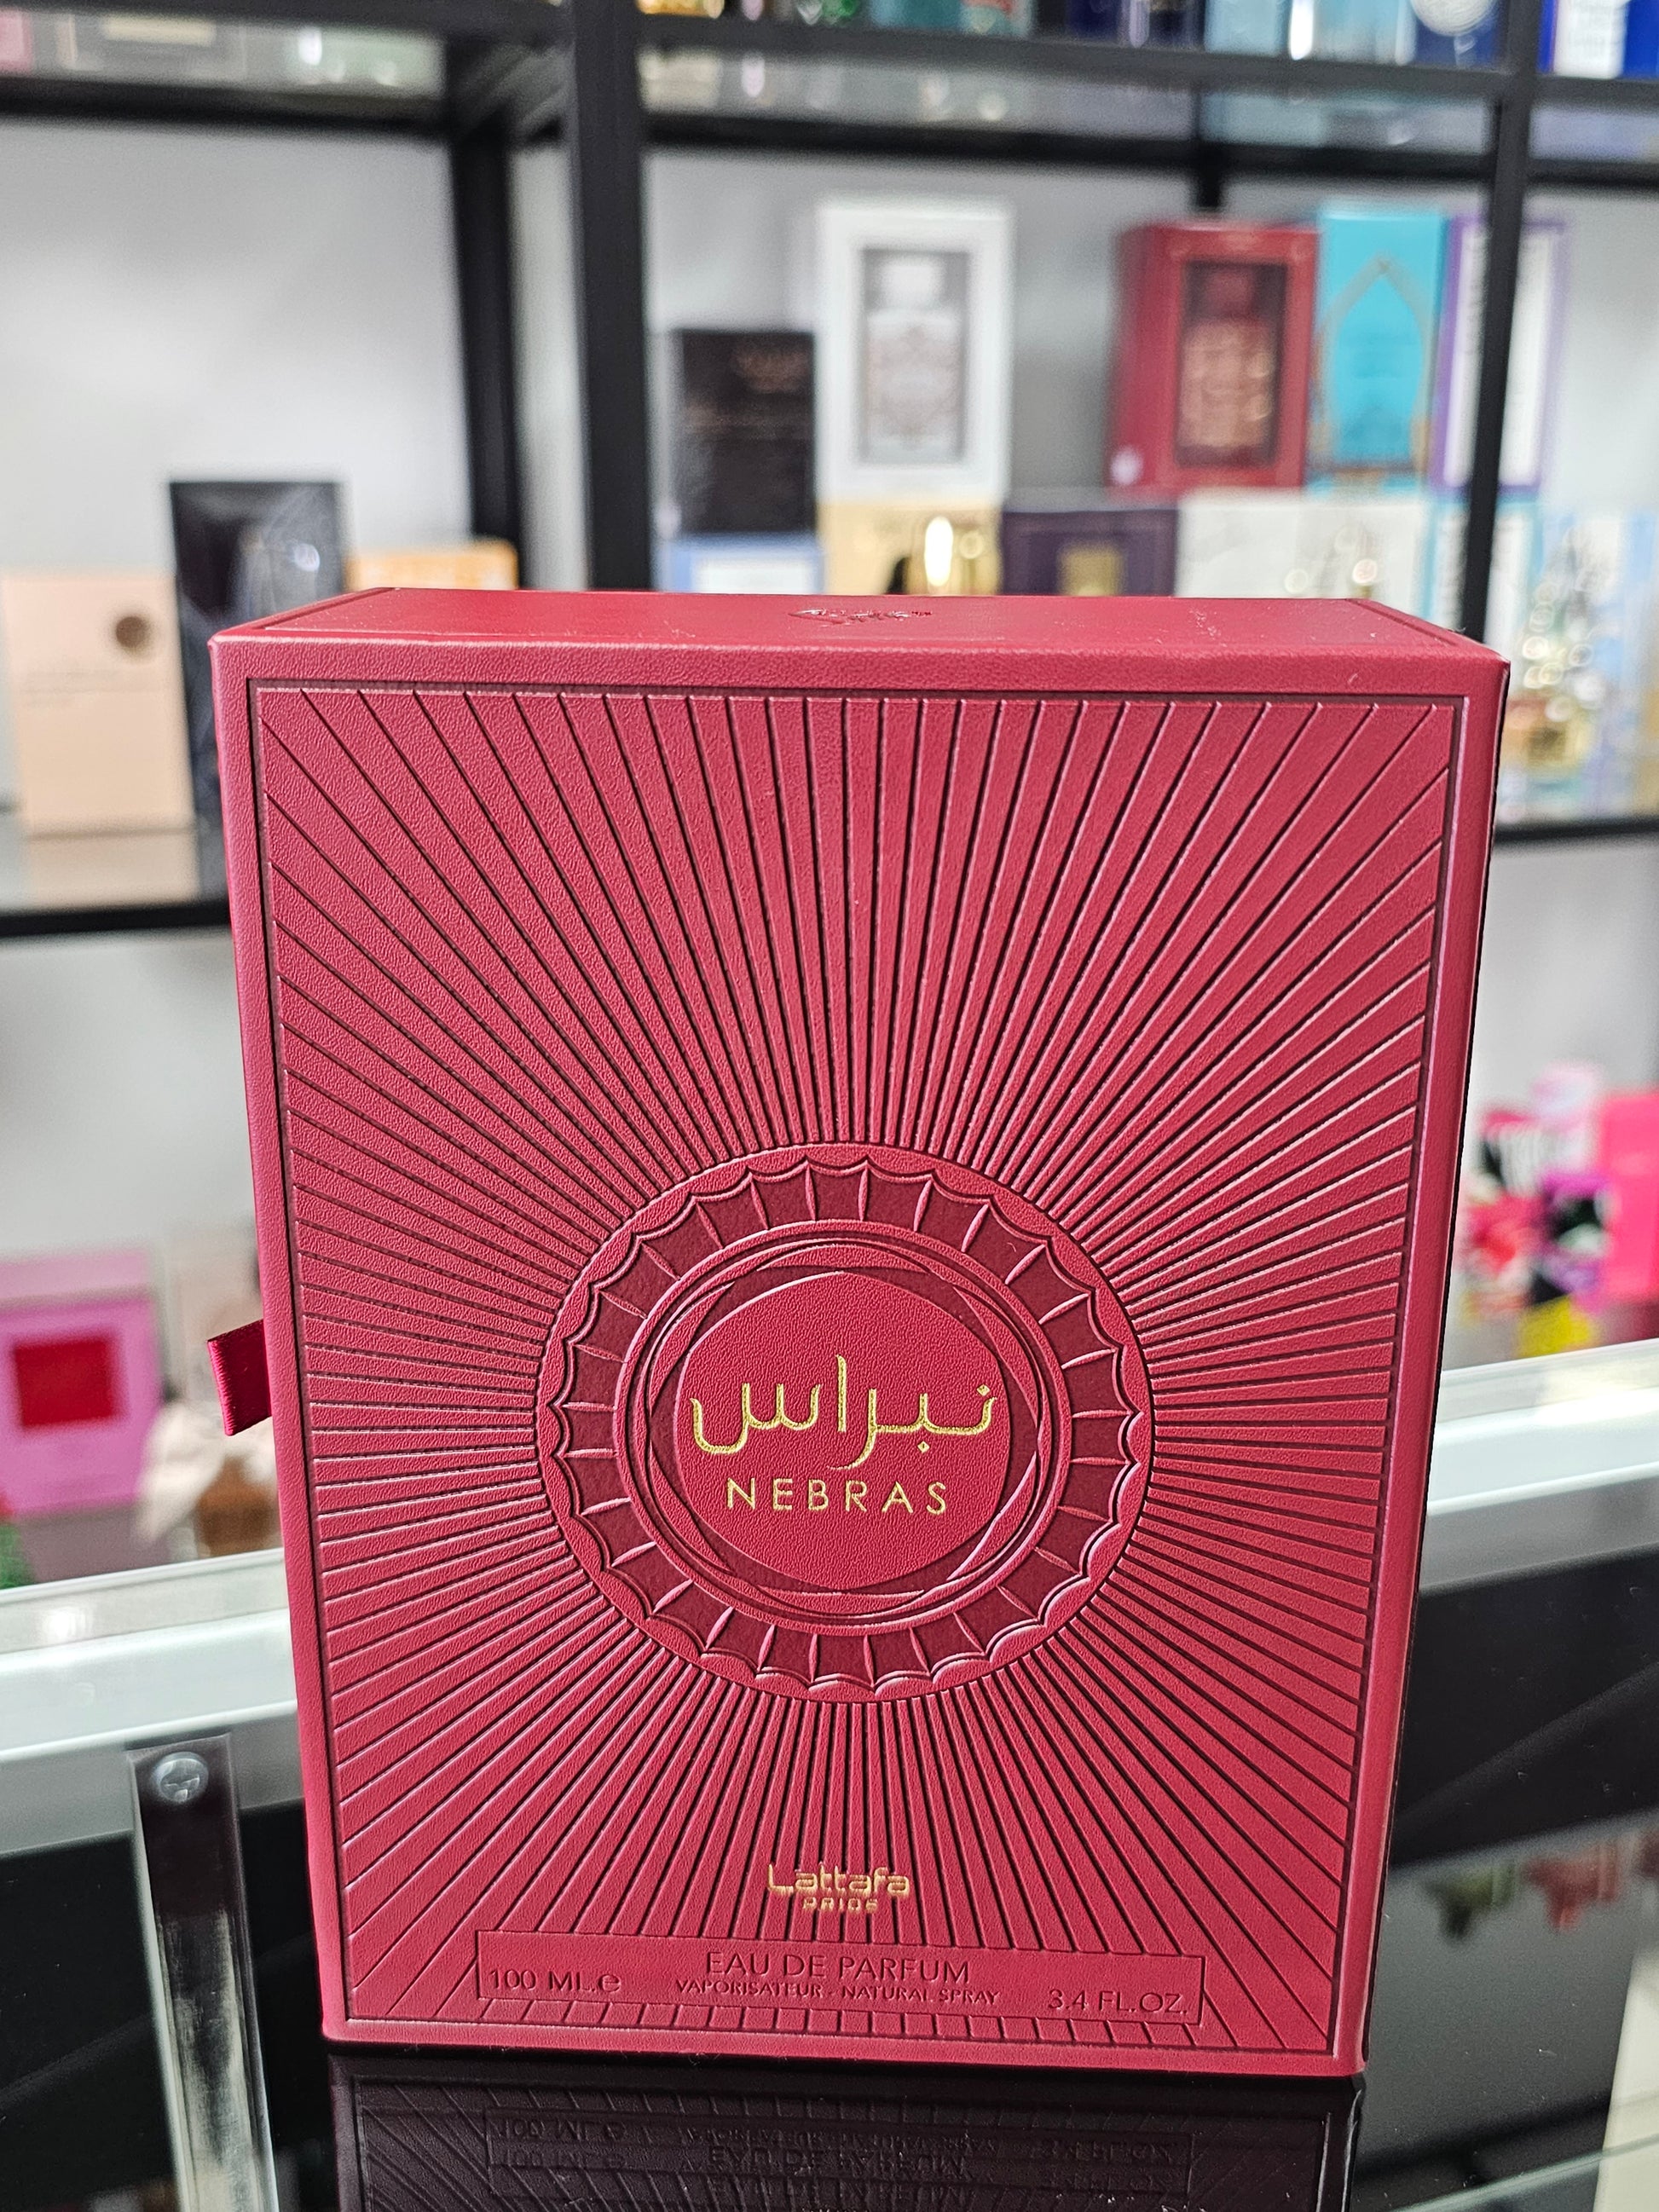 نبراس
NEBRAS
Lattafa
PRIDE
EAU DE PARFUM
100 ML.e
VAPORISATEUR - NATURAL SPRAY
3.4 FL.OZ.